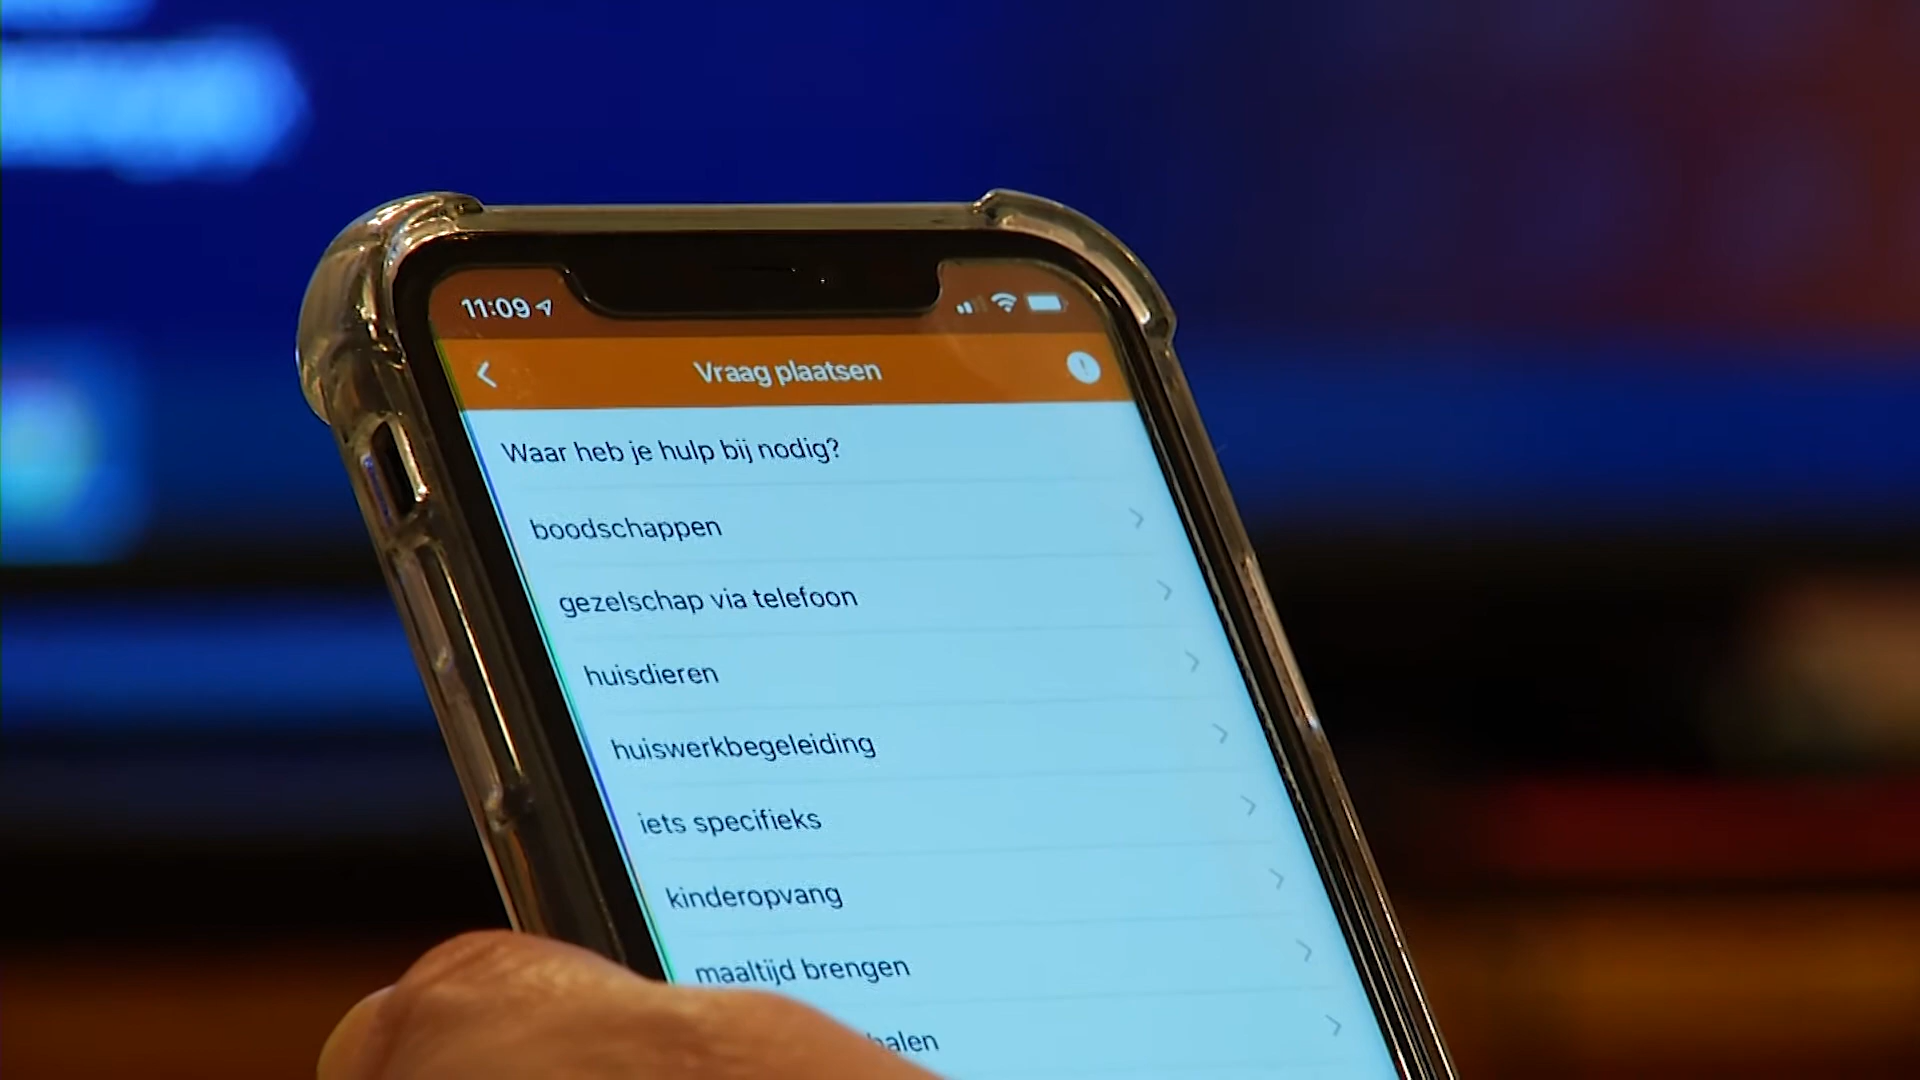 11:09
Vraag plaatsen
Waar heb je hulp bij nodig?
boodschappen
gezelschap via telefoon
huisdieren
huiswerkbegeleiding
iets specifieks
kinderopvang
maaltijd brengen